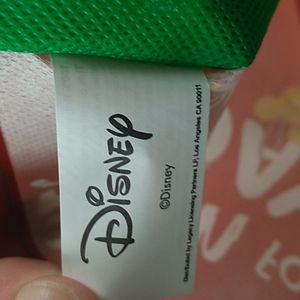 Disney
©Disney
Distributed by Legacy Licensing Partners LP, Los Angeles CA 90011